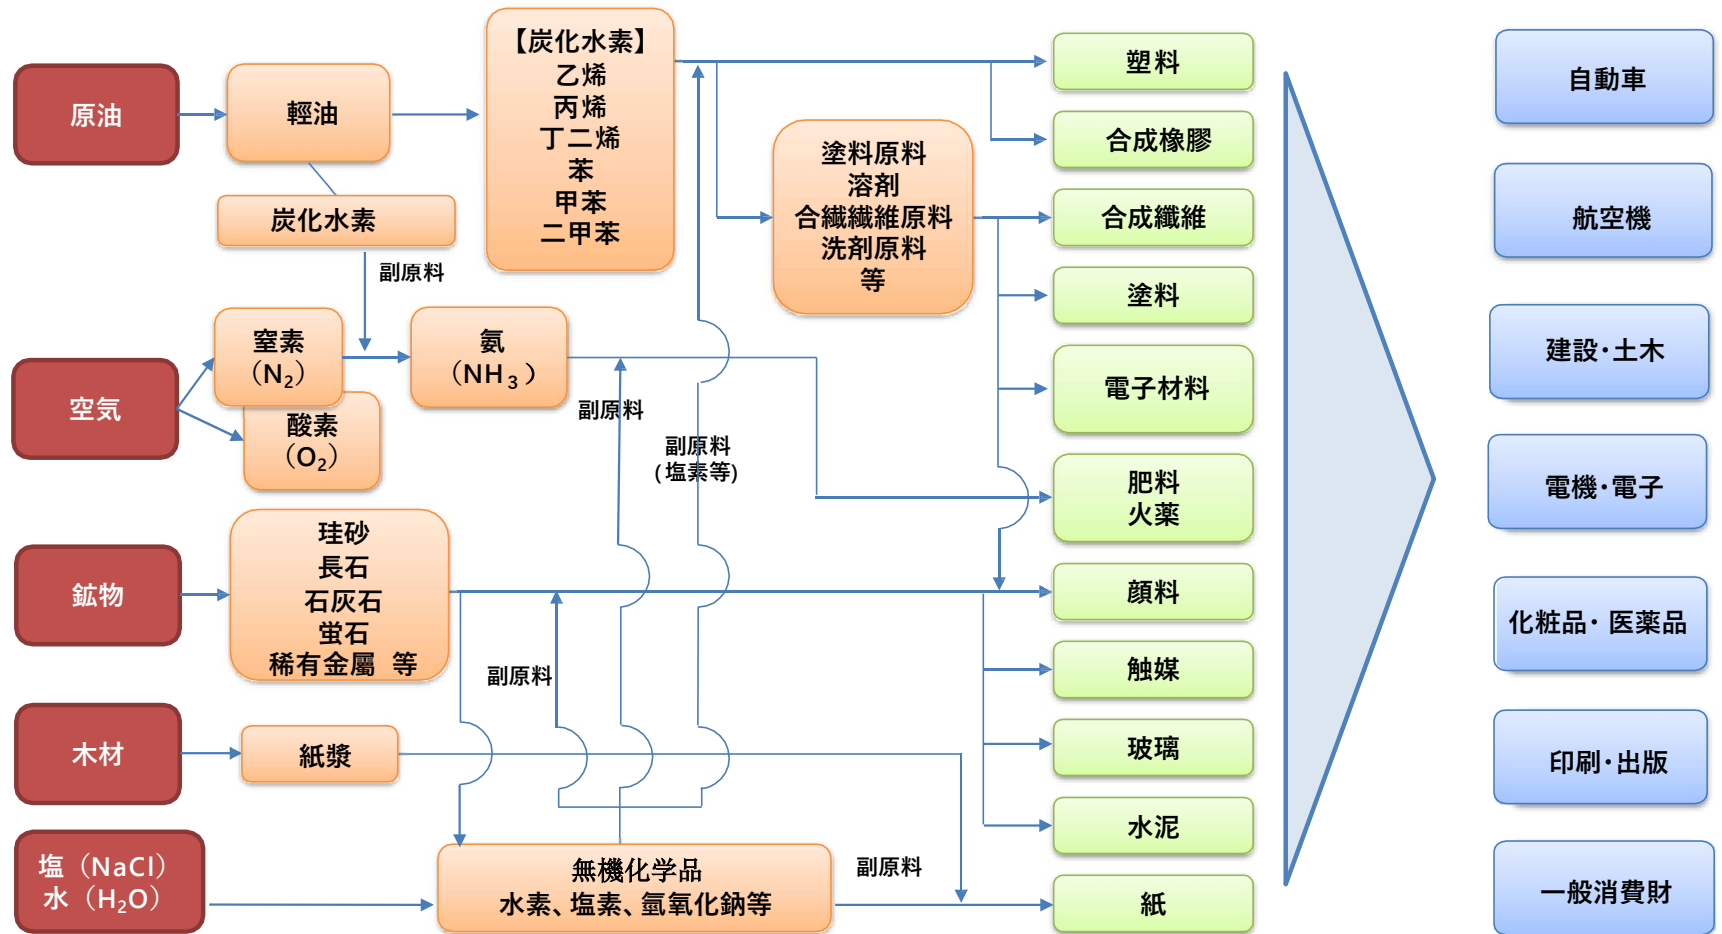 原油
輕油
炭化水素
【炭化水素】
乙烯
丙烯
丁二烯
苯
甲苯
二甲苯
副原料
空気
窒素
（N₂）
酸素
（O₂）
氨
（NH₃）
副原料
副原料
(塩素等)
塗料原料
溶剤
合繊繊維原料
洗剤原料
等
鉱物
珪砂
長石
石灰石
蛍石
稀有金屬 等
副原料
木材
紙漿
塩（NaCl）
水（H₂O）
無機化学品
水素、塩素、氫氧化鈉等
副原料
塑料
合成橡膠
合成纖維
塗料
電子材料
肥料
火薬
顔料
触媒
玻璃
水泥
紙
自動車
航空機
建設･土木
電機･電子
化粧品･ 医薬品
印刷･出版
一般消費財